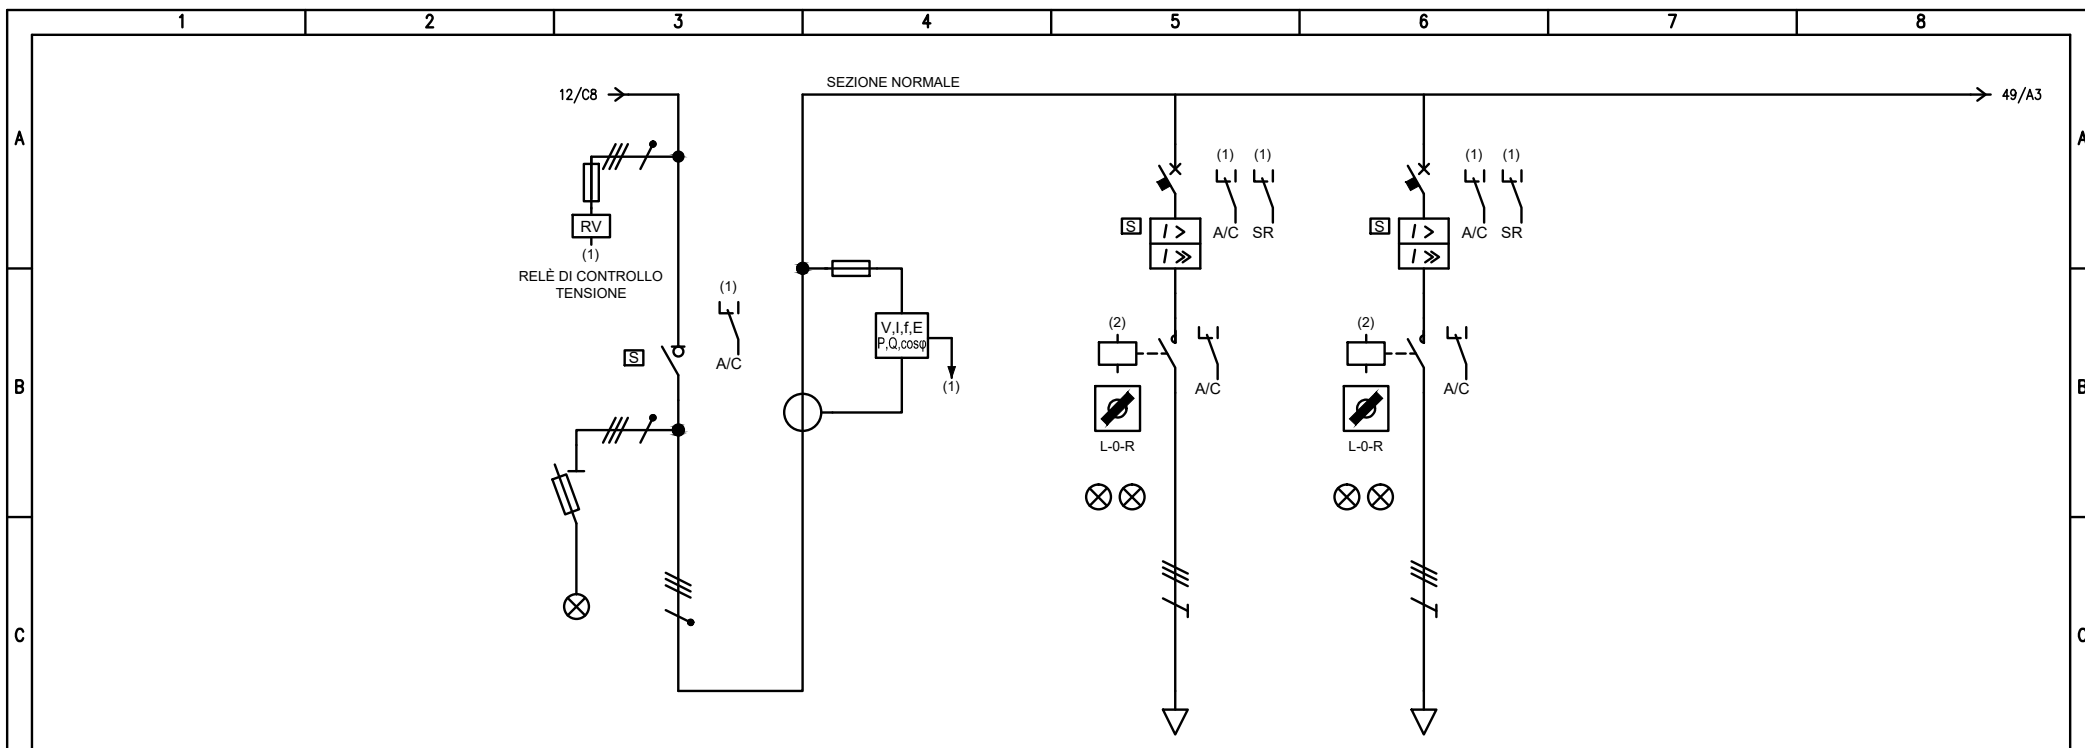 1 2 3 4 5 6 7 8
SEZIONE NORMALE
12/C8
49/A3
A
A
(1) (1)
(1) (1)
RV
(1)
RELÈ DI CONTROLLO
TENSIONE
S
I >
I >>
A/C SR
S
I >
I >>
A/C SR
(1)
S
A/C
V,I,f,E
P,Q,cosφ
(1)
(2)
A/C
L-0-R
(2)
A/C
L-0-R
B
B
C
C